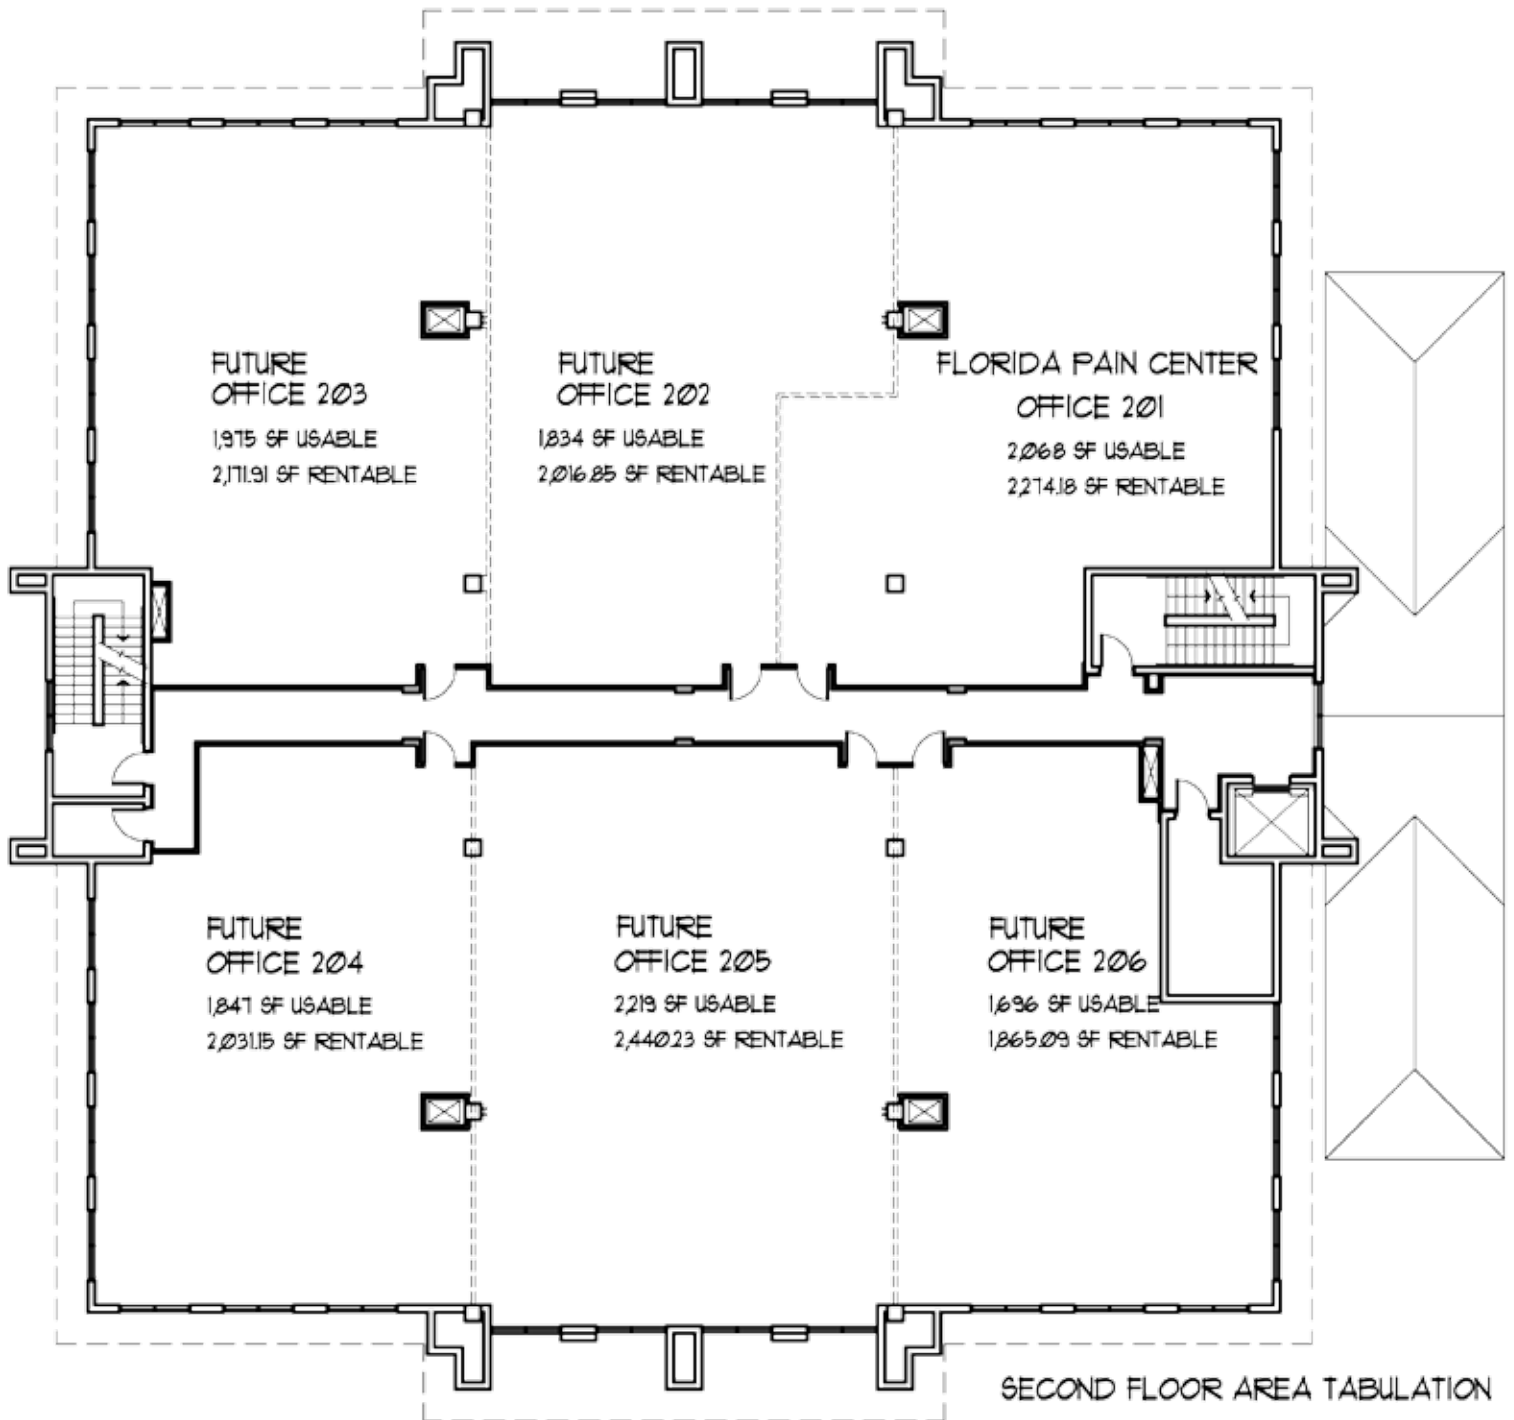 FUTURE
OFFICE 203
1,975 SF USABLE
2,171.91 SF RENTABLE
FUTURE
OFFICE 202
1,834 SF USABLE
2,016.85 SF RENTABLE
FLORIDA PAIN CENTER
OFFICE 201
2,068 SF USABLE
2,274.18 SF RENTABLE
FUTURE
OFFICE 204
1,847 SF USABLE
2,031.15 SF RENTABLE
FUTURE
OFFICE 205
2,219 SF USABLE
2,440.23 SF RENTABLE
FUTURE
OFFICE 206
1,696 SF USABLE
1,865.09 SF RENTABLE
SECOND FLOOR AREA TABULATION